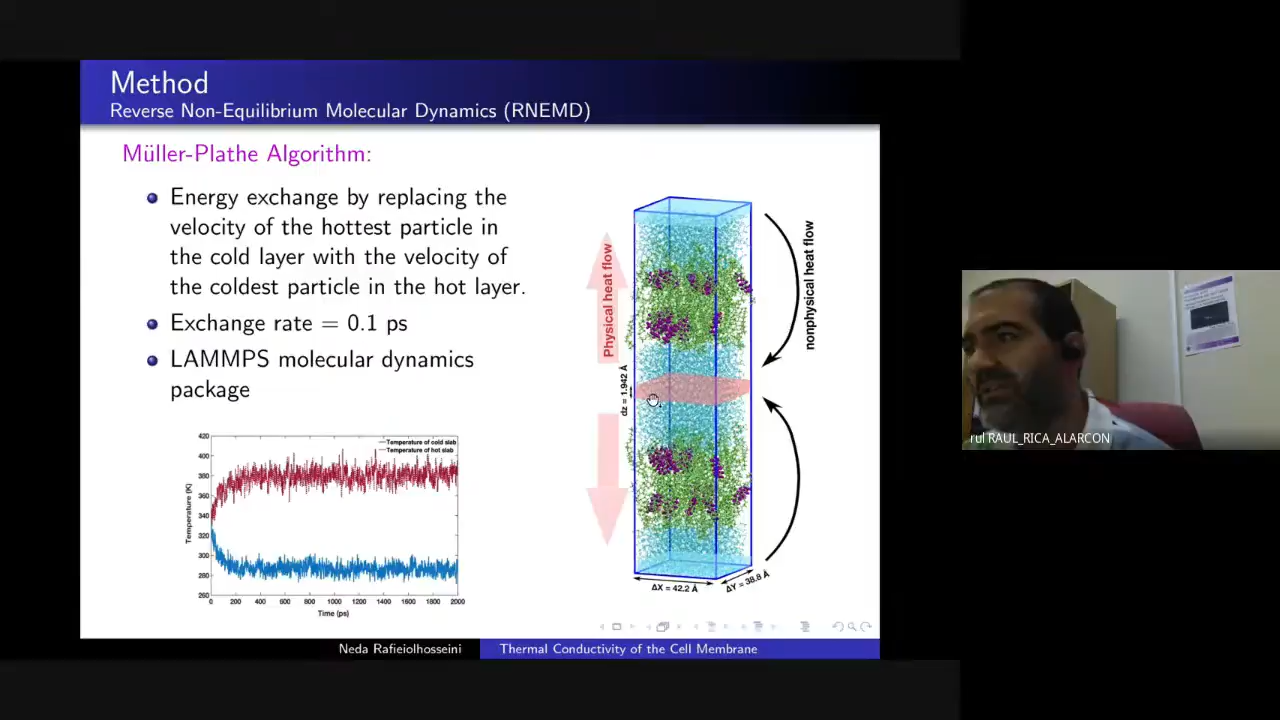 Method
Reverse Non-Equilibrium Molecular Dynamics (RNEMD)
Müller-Plathe Algorithm:
Energy exchange by replacing the
velocity of the hottest particle in
the cold layer with the velocity of
the coldest particle in the hot layer.
Exchange rate = 0.1 ps
LAMMPS molecular dynamics
package
Temperature of cold slab
Temperature of hot slab
420
400
380
360
340
320
300
280
260
Temperature (K)
0 200 400 600 800 1000 1200 1400 1600 1800 2000
Time (ps)
Physical heat flow
nonphysical heat flow
dz = 1.942 Å
ΔX = 42.2 Å
ΔY = 38.8 Å
Neda Rafieiolhosseini
Thermal Conductivity of the Cell Membrane
rul RAUL_RICA_ALARCON